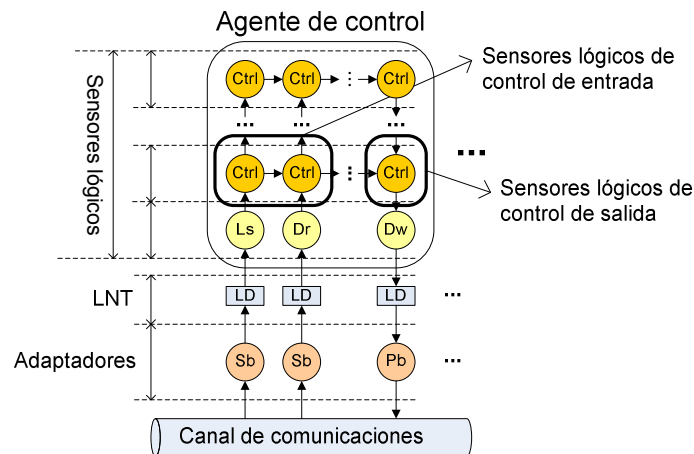 Agente de control
Sensores lógicos
Ctrl Ctrl ... Ctrl
Sensores lógicos de
control de entrada
... ... ...
Ctrl Ctrl ... Ctrl
...
Sensores lógicos de
control de salida
Ls Dr Dw
LNT
LD LD LD ...
Adaptadores
Sb Sb Pb ...
Canal de comunicaciones